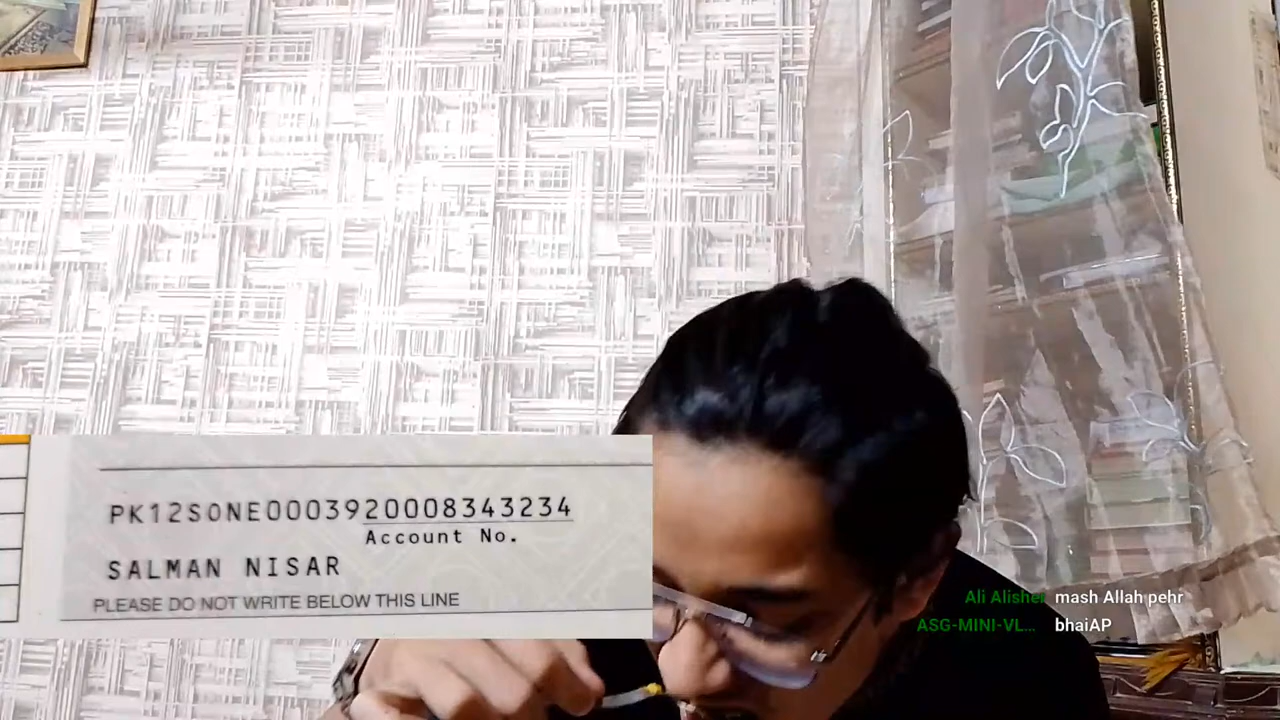 PK12SONE0003920008343234
Account No.
SALMAN NISAR
PLEASE DO NOT WRITE BELOW THIS LINE
Ali Alisher mash Allah pehr
ASG-MINI-VL... bhaiAP